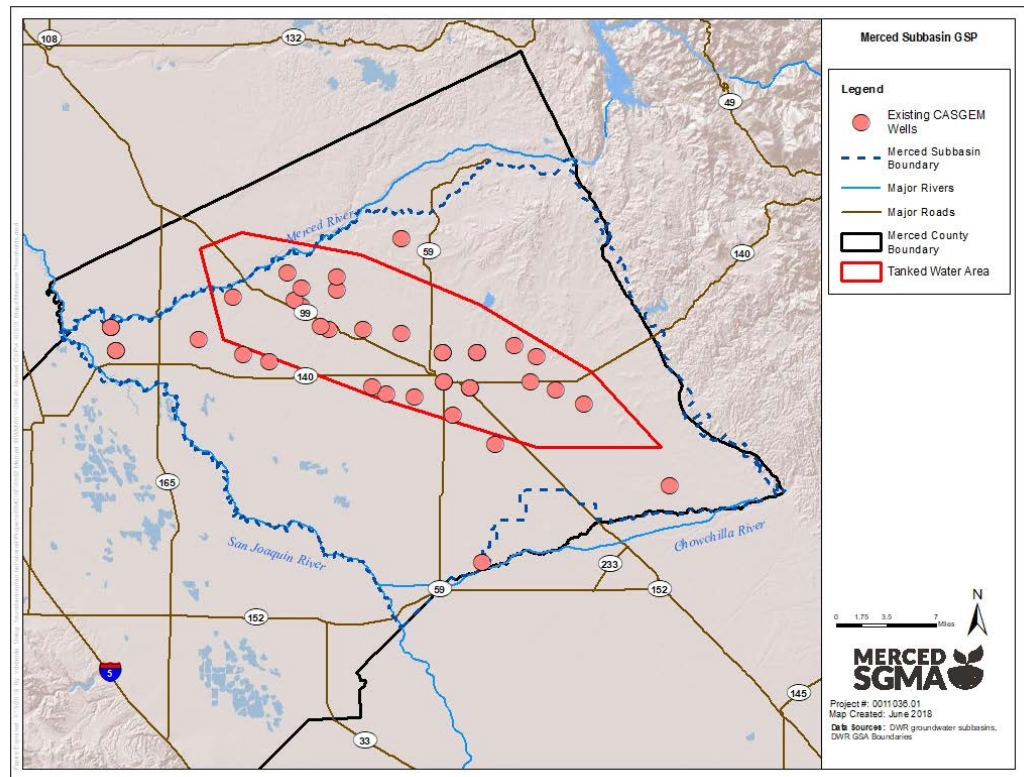 108
132
49
Merced River
59
140
99
140
165
San Joaquin River
Chowchilla River
233
59
152
152
5
145
33
Merced Subbasin GSP
Legend
Existing CASGEM
Wells
Merced Subbasin
Boundary
Major Rivers
Major Roads
Merced County
Boundary
Tanked Water Area
N
0 1.75 3.5 7
Miles
MERCED
SGMA
Project #: 0011036.01
Map Created: June 2018
Data Sources: DWR groundwater subbasins,
DWR GSA Boundaries